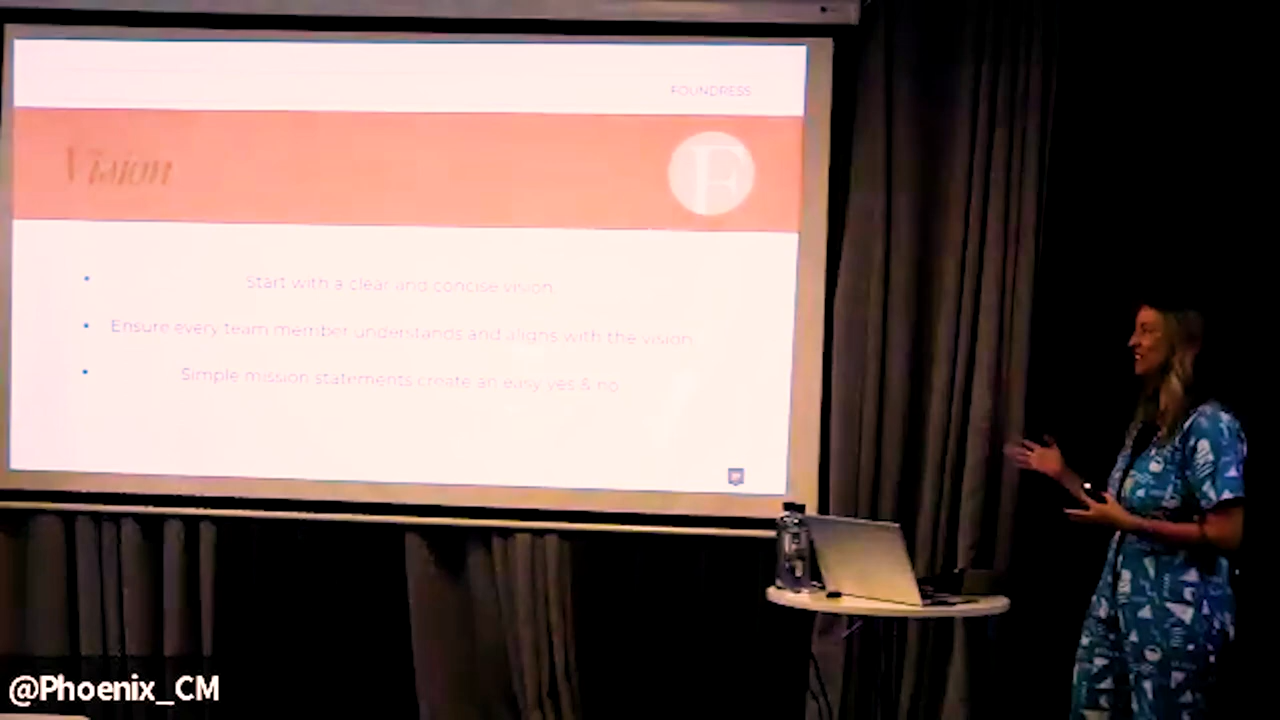 FOUNDRESS
Vision
F
Start with a clear and concise vision.
Ensure every team member understands and aligns with the vision.
Simple mission statements create an easy yes & no
@Phoenix_CM